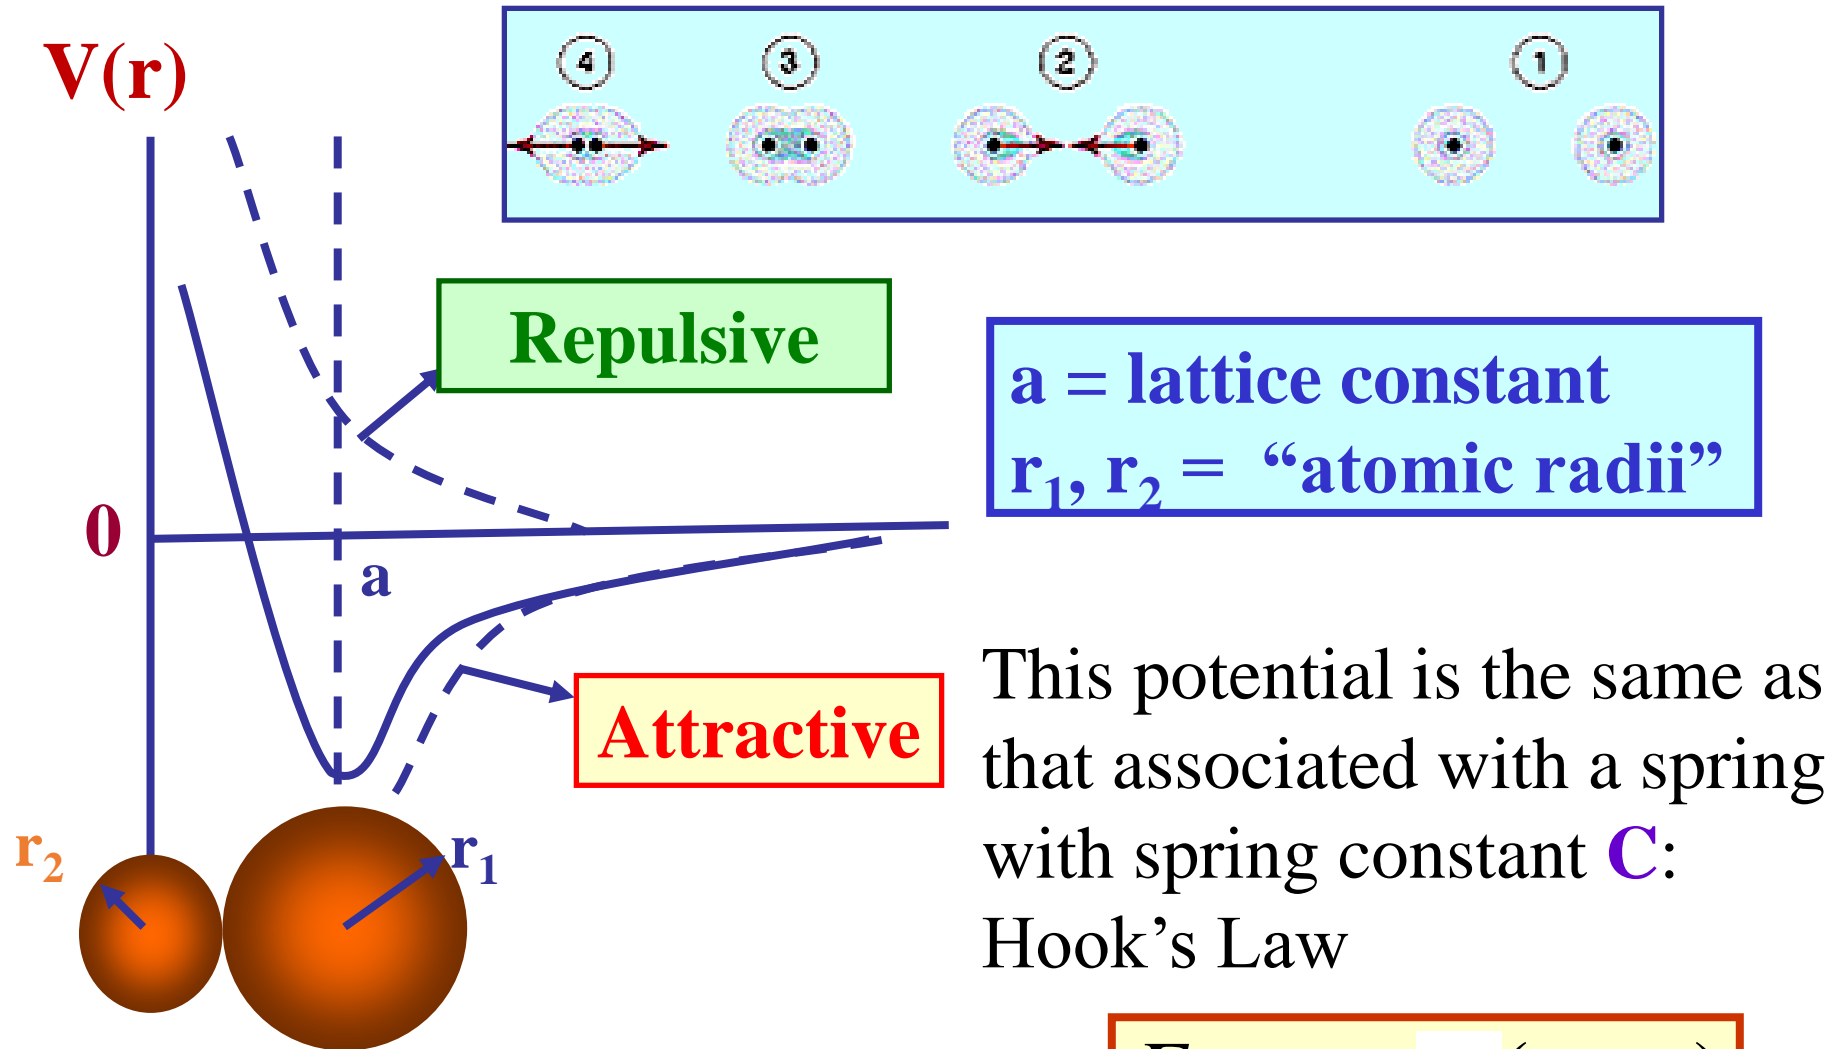 V(r)
4 3 2 1
Repulsive
a = lattice constant
r₁, r₂ = “atomic radii”
0
a
Attractive
This potential is the same as
that associated with a spring
with spring constant C:
Hook’s Law
r₂
r₁